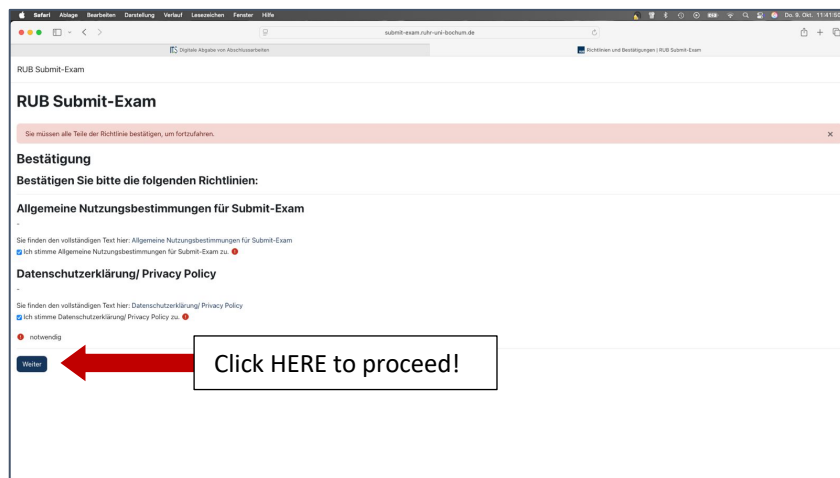 Safari Ablage Bearbeiten Darstellung Verlauf Lesezeichen Fenster Hilfe
Do. 9. Okt. 11:41:50
submit-exam.ruhr-uni-bochum.de
Digitale Abgabe von Abschlussarbeiten
Richtlinien und Bestätigungen | RUB Submit-Exam
RUB Submit-Exam
RUB Submit-Exam
Sie müssen alle Teile der Richtlinie bestätigen, um fortzufahren.
Bestätigung
Bestätigen Sie bitte die folgenden Richtlinien:
Allgemeine Nutzungsbestimmungen für Submit-Exam
-
Sie finden den vollständigen Text hier: Allgemeine Nutzungsbestimmungen für Submit-Exam
Ich stimme Allgemeine Nutzungsbestimmungen für Submit-Exam zu.
Datenschutzerklärung/ Privacy Policy
-
Sie finden den vollständigen Text hier: Datenschutzerklärung/ Privacy Policy
Ich stimme Datenschutzerklärung/ Privacy Policy zu.
notwendig
Weiter
Click HERE to proceed!